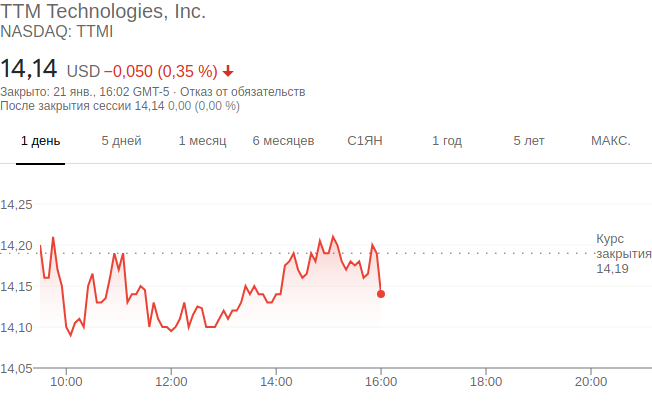 TTM Technologies, Inc.
NASDAQ: TTMI
14,14 USD −0,050 (0,35 %)
Закрыто: 21 янв., 16:02 GMT-5 · Отказ от обязательств
После закрытия сессии 14,14 0,00 (0,00 %)
1 день 5 дней 1 месяц 6 месяцев С1ЯН 1 год 5 лет МАКС.
14,25
14,20
14,15
14,10
14,05
Курс
закрытия
14,19
10:00 12:00 14:00 16:00 18:00 20:00